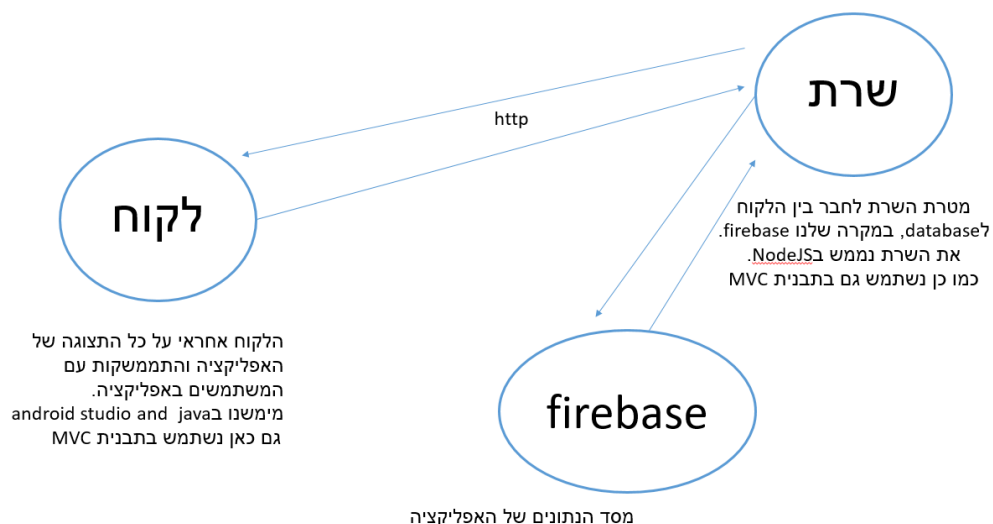 שרת
http
לקוח
מטרת השרת לחבר בין הלקוח
לdatabase, במקרה שלנו firebase.
את השרת נממש בNodeJS.
כמו כן נשתמש גם בתבנית MVC
הלקוח אחראי על כל התצוגה של
האפליקציה והתממשקות עם
המשתמשים באפליקציה.
מימשנו בandroid studio and java
גם כאן נשתמש בתבנית MVC
firebase
מסד הנתונים של האפליקציה